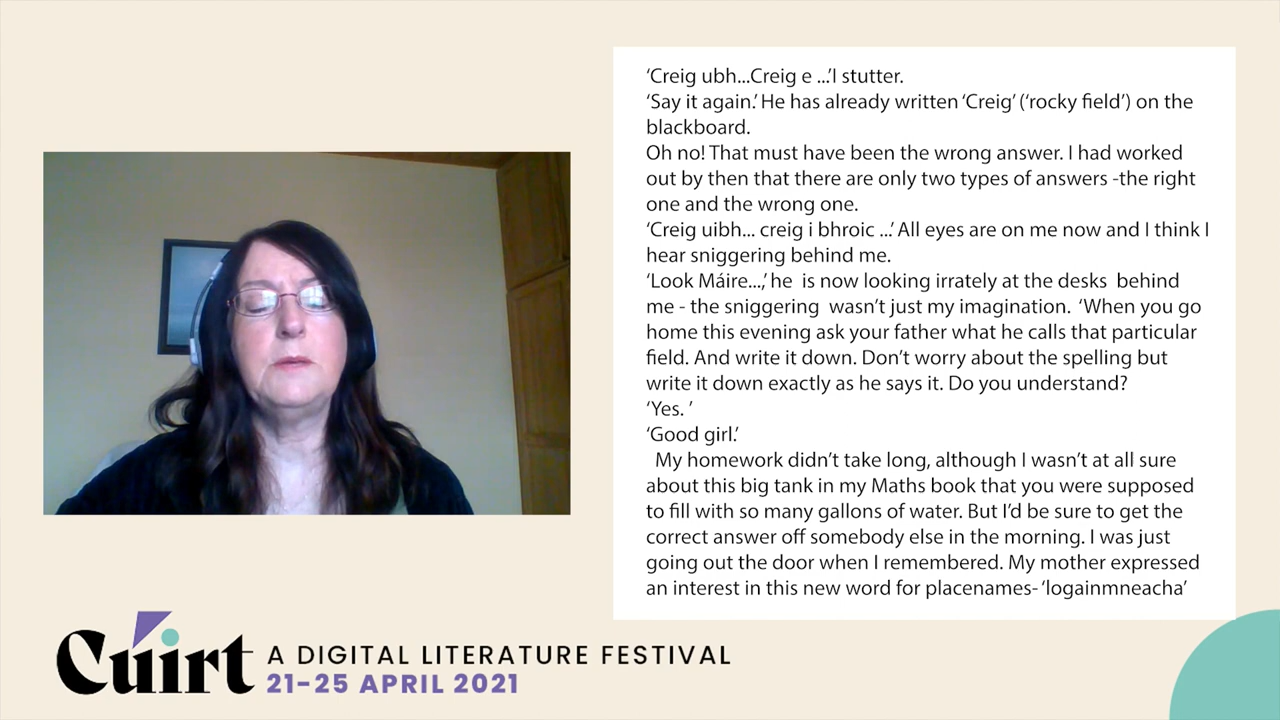 ‘Creig ubh...Creig e ...’I stutter.
‘Say it again.’ He has already written ‘Creig’ (‘rocky field’) on the
blackboard.
Oh no! That must have been the wrong answer. I had worked
out by then that there are only two types of answers -the right
one and the wrong one.
‘Creig uibh... creig i bhroic ...’ All eyes are on me now and I think I
hear sniggering behind me.
‘Look Máire...,’ he  is now looking irrately at the desks  behind
me - the sniggering  wasn’t just my imagination.  ‘When you go
home this evening ask your father what he calls that particular
field. And write it down. Don’t worry about the spelling but
write it down exactly as he says it. Do you understand?
‘Yes. ’
‘Good girl.’
My homework didn’t take long, although I wasn’t at all sure
about this big tank in my Maths book that you were supposed
to fill with so many gallons of water. But I’d be sure to get the
correct answer off somebody else in the morning. I was just
going out the door when I remembered. My mother expressed
an interest in this new word for placenames- ‘logainmneacha’
Cúirt
A DIGITAL LITERATURE FESTIVAL
21-25 APRIL 2021